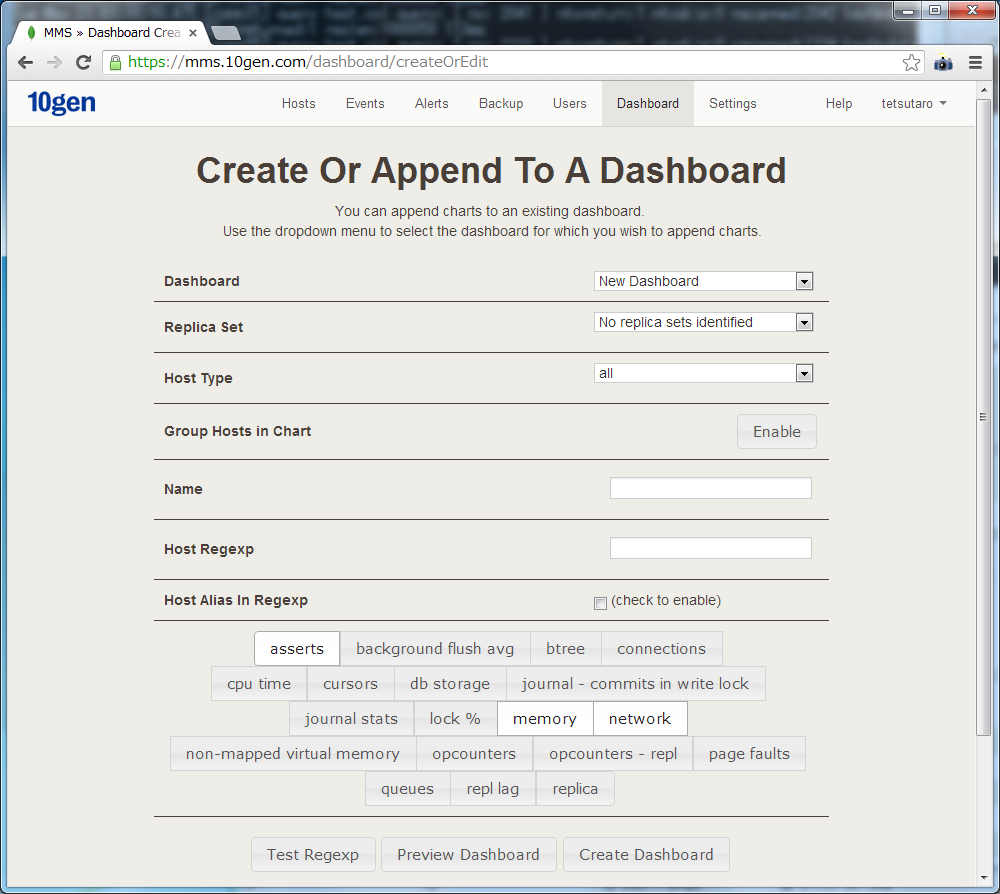 MMS » Dashboard Crea
https://mms.10gen.com/dashboard/createOrEdit
10gen Hosts Events Alerts Backup Users Dashboard Settings Help tetsutaro
Create Or Append To A Dashboard
You can append charts to an existing dashboard.
Use the dropdown menu to select the dashboard for which you wish to append charts.
Dashboard New Dashboard
Replica Set No replica sets identified
Host Type all
Group Hosts in Chart Enable
Name
Host Regexp
Host Alias In Regexp (check to enable)
asserts background flush avg btree connections
cpu time cursors db storage journal - commits in write lock
journal stats lock % memory network
non-mapped virtual memory opcounters opcounters - repl page faults
queues repl lag replica
Test Regexp Preview Dashboard Create Dashboard